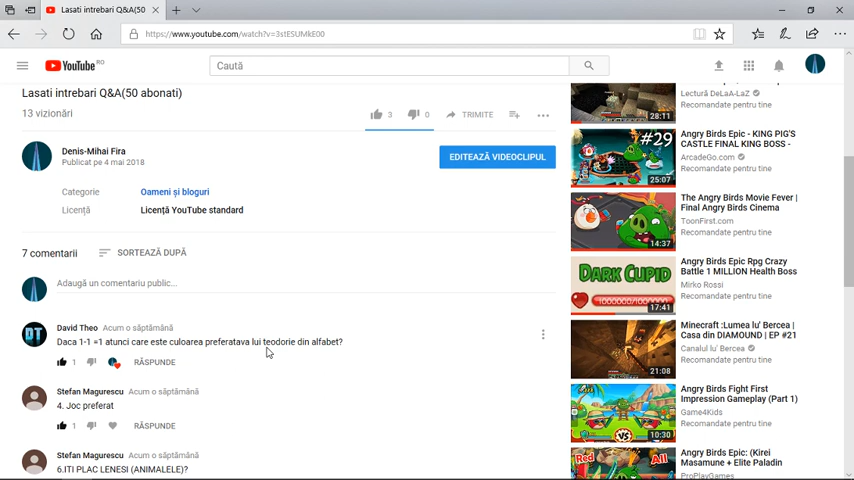 Lasati intrebari Q&A(50
https://www.youtube.com/watch?v=3stESUMkE00
YouTube RO
Caută
Lasati intrebari Q&A(50 abonati)
13 vizionări
3
0
TRIMITE
Denis-Mihai Fira
Publicat pe 4 mai 2018
EDITEAZĂ VIDEOCLIPUL
Categorie
Oameni și bloguri
Licență
Licență YouTube standard
7 comentarii
SORTEAZĂ DUPĂ
Adaugă un comentariu public...
DT
David Theo Acum o săptămână
Daca 1-1 =1 atunci care este culoarea preferatava lui teodorie din alfabet?
1
RĂSPUNDE
Stefan Magurescu Acum o săptămână
4. Joc preferat
1
RĂSPUNDE
Stefan Magurescu Acum o săptămână
6.ITI PLAC LENESI (ANIMALELE)?
Lectură DeLaA-LaZ
Recomandate pentru tine
28:11
#29
25:07
Angry Birds Epic - KING PIG'S
CASTLE FINAL KING BOSS -
ArcadeGo.com
Recomandate pentru tine
14:37
The Angry Birds Movie Fever |
Final Angry Birds Cinema
ToonFirst.com
Recomandate pentru tine
DARK CUPID
1000000/1000000
17:41
Angry Birds Epic Rpg Crazy
Battle 1 MILLION Health Boss
Mirko Rossi
Recomandate pentru tine
21:08
Minecraft :Lumea lu' Bercea |
Casa din DIAMOUND | EP #21
Canalul lu' Bercea
Recomandate pentru tine
VS
10:30
Angry Birds Fight First
Impression Gameplay (Part 1)
Game4Kids
Recomandate pentru tine
Red
All
Angry Birds Epic: (Kirei
Masamune + Elite Paladin
ProPlayGames